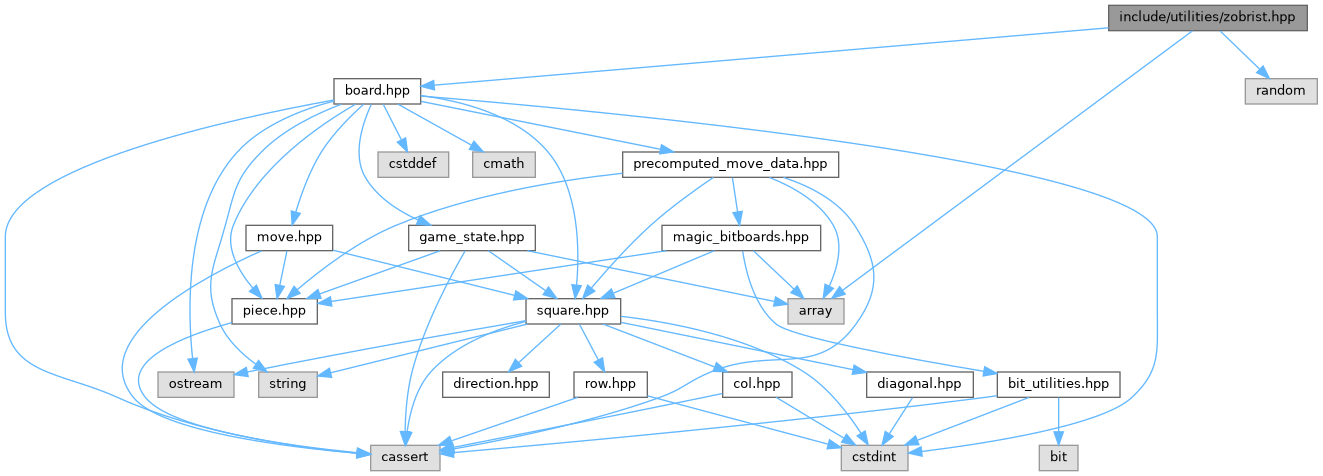 include/utilities/zobrist.hpp
board.hpp
random
cstddef
cmath
precomputed_move_data.hpp
move.hpp
game_state.hpp
magic_bitboards.hpp
piece.hpp
square.hpp
array
ostream
string
direction.hpp
row.hpp
col.hpp
diagonal.hpp
bit_utilities.hpp
cassert
cstdint
bit